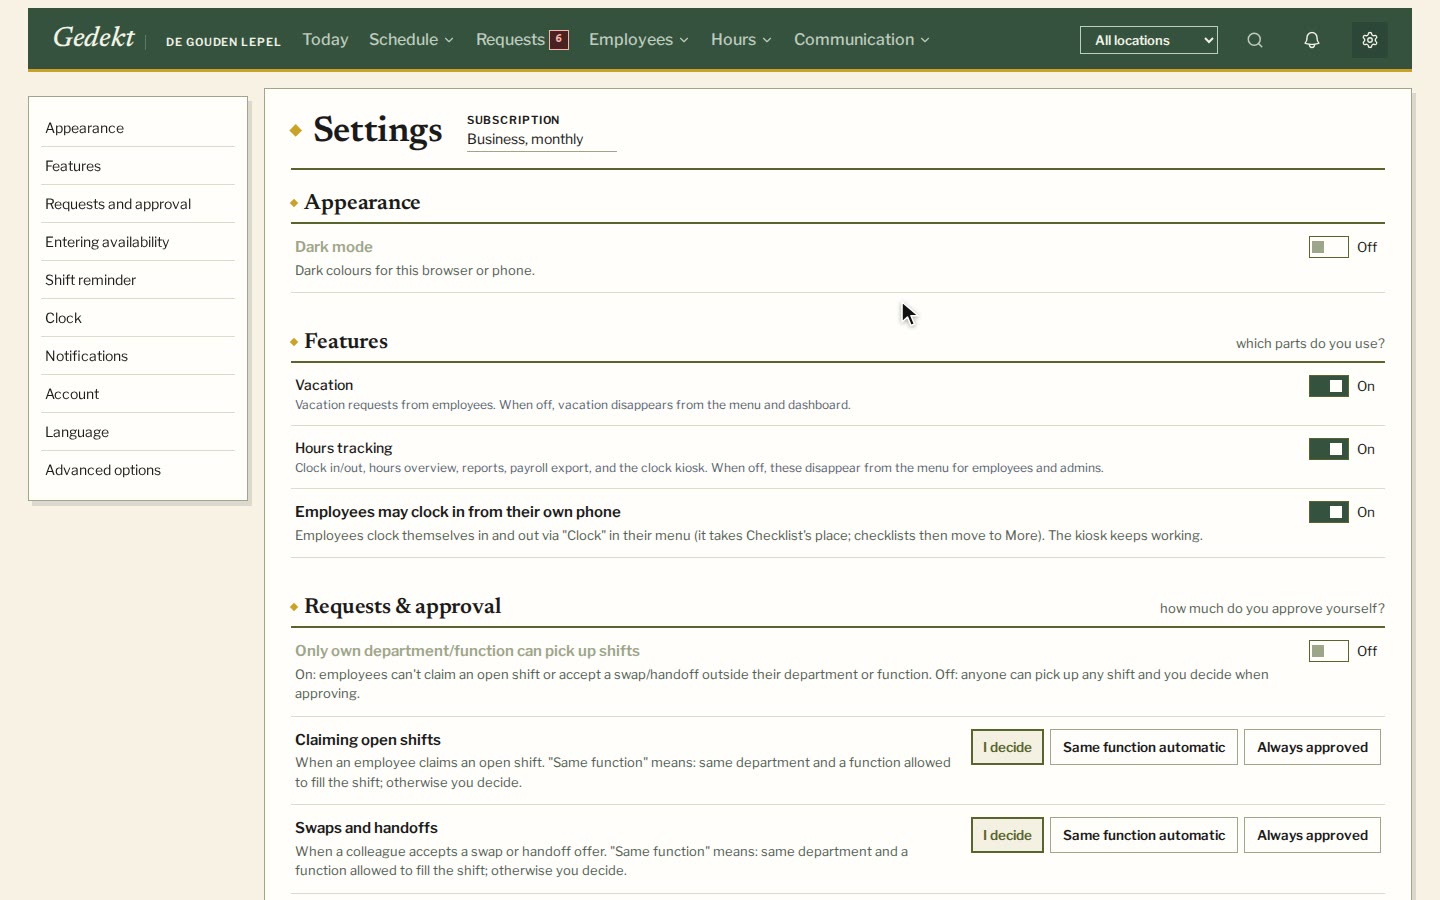 Gedekt DE GOUDEN LEPEL Today Schedule Requests 6 Employees Hours Communication All locations
Appearance
Features
Requests and approval
Entering availability
Shift reminder
Clock
Notifications
Account
Language
Advanced options
Settings
SUBSCRIPTION
Business, monthly
Appearance
Dark mode
Off
Dark colours for this browser or phone.
Features
which parts do you use?
Vacation
On
Vacation requests from employees. When off, vacation disappears from the menu and dashboard.
Hours tracking
On
Clock in/out, hours overview, reports, payroll export, and the clock kiosk. When off, these disappear from the menu for employees and admins.
Employees may clock in from their own phone
On
Employees clock themselves in and out via "Clock" in their menu (it takes Checklist's place; checklists then move to More). The kiosk keeps working.
Requests & approval
how much do you approve yourself?
Only own department/function can pick up shifts
Off
On: employees can't claim an open shift or accept a swap/handoff outside their department or function. Off: anyone can pick up any shift and you decide when
approving.
Claiming open shifts
When an employee claims an open shift. "Same function" means: same department and a function allowed
to fill the shift; otherwise you decide.
I decide Same function automatic Always approved
Swaps and handoffs
When a colleague accepts a swap or handoff offer. "Same function" means: same department and a
function allowed to fill the shift; otherwise you decide.
I decide Same function automatic Always approved